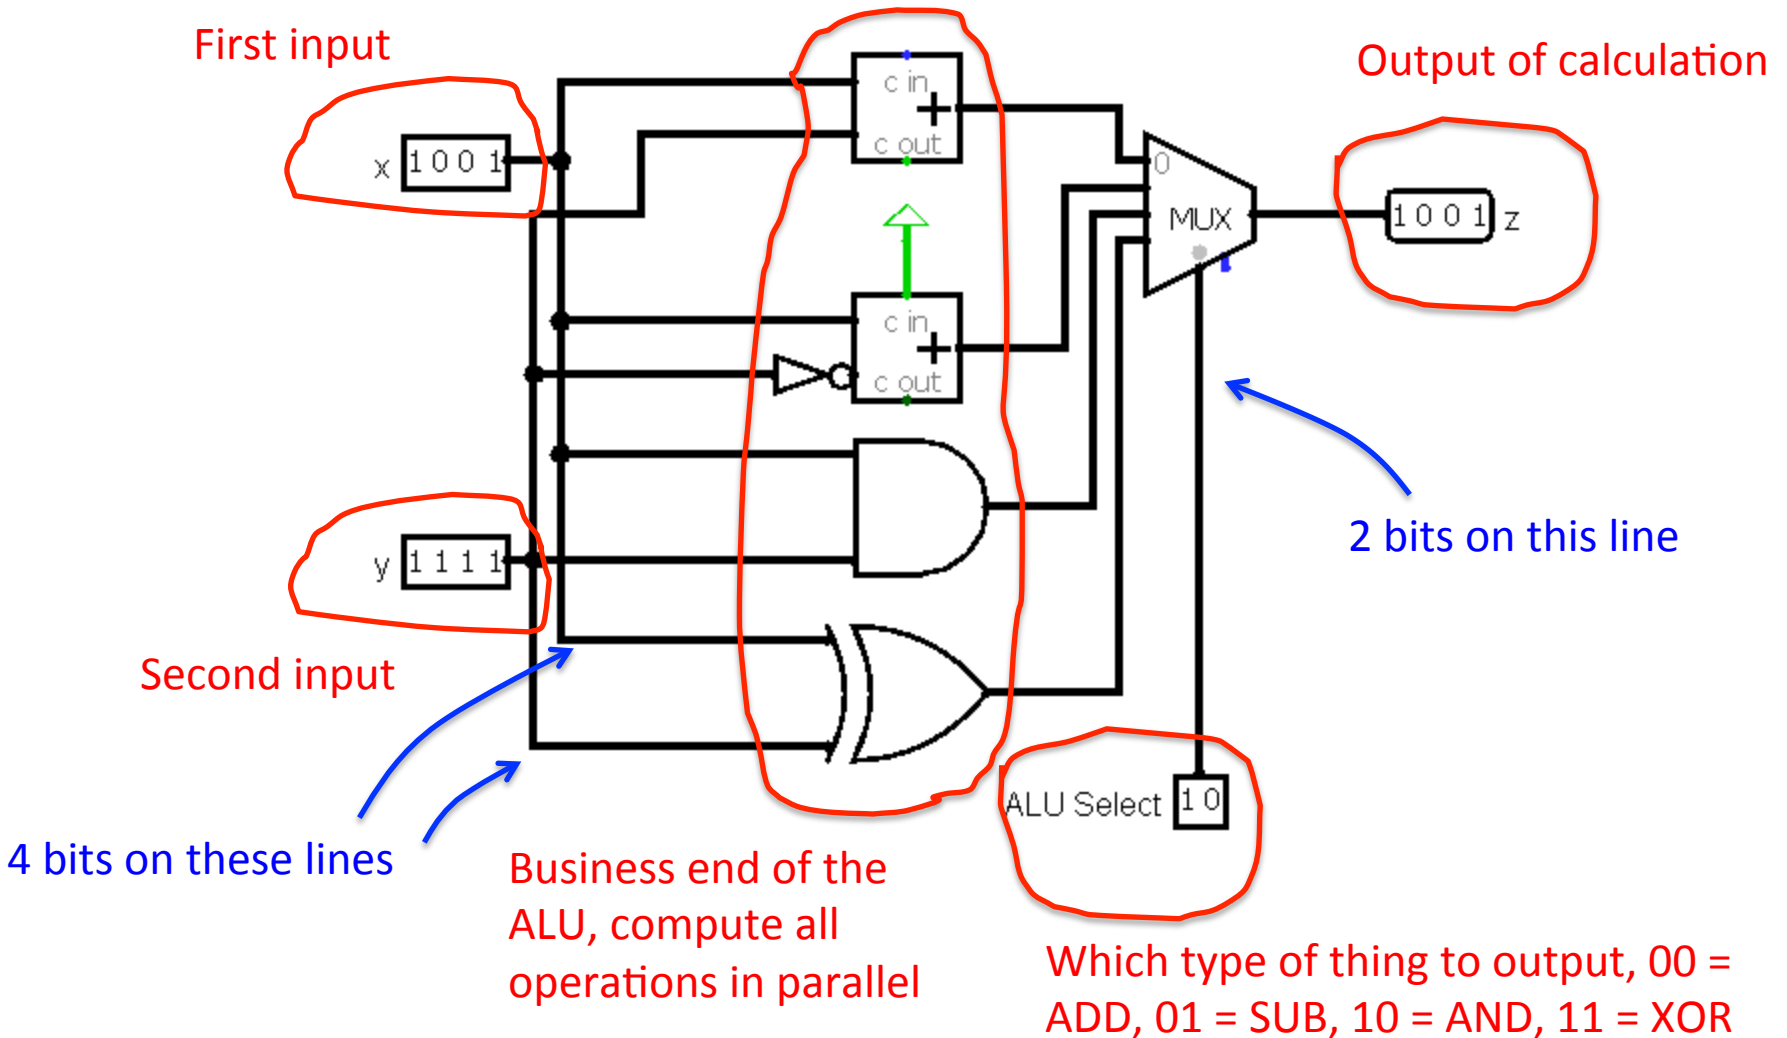 First input
Output of calculation
c in
+
c out
x 1 0 0 1
0
MUX
1 0 0 1 z
c in
+
c out
2 bits on this line
y 1 1 1 1
Second input
ALU Select 1 0
4 bits on these lines
Business end of the
ALU, compute all
operations in parallel
Which type of thing to output, 00 =
ADD, 01 = SUB, 10 = AND, 11 = XOR